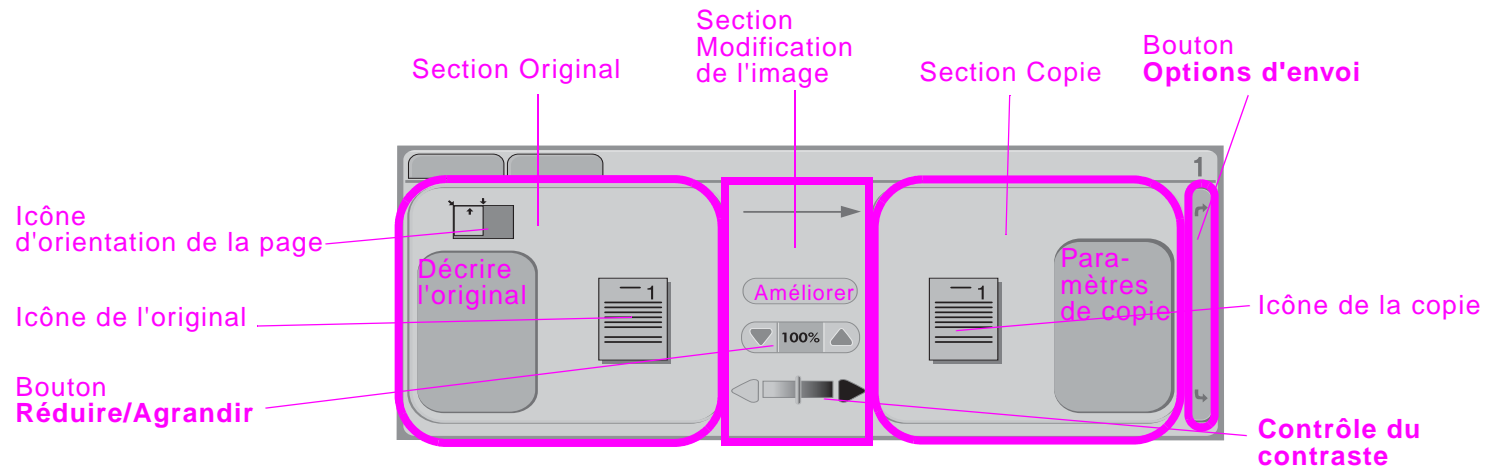 Section
Modification
de l'image
Section Original
Section Copie
Bouton
Options d'envoi
1
Icône
d'orientation de la page
Décrire
l'original
Icône de l'original
1
Améliorer
100%
1
Para-
mètres
de copie
Icône de la copie
Bouton
Réduire/Agrandir
Contrôle du
contraste